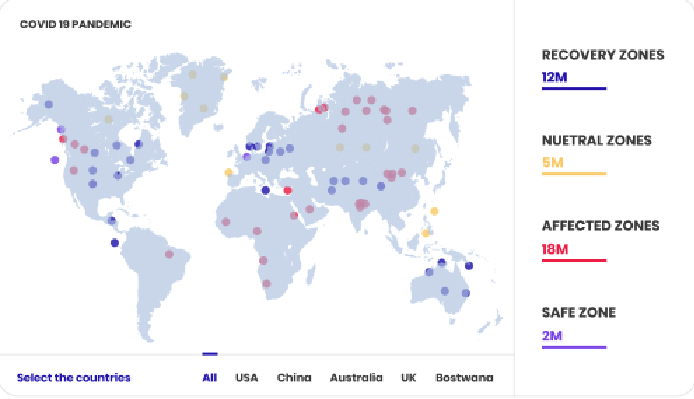 COVID 19 PANDEMIC
RECOVERY ZONES
12M
NUETRAL ZONES
5M
AFFECTED ZONES
18M
SAFE ZONE
2M
Select the countries All USA China Australia UK Bostwana